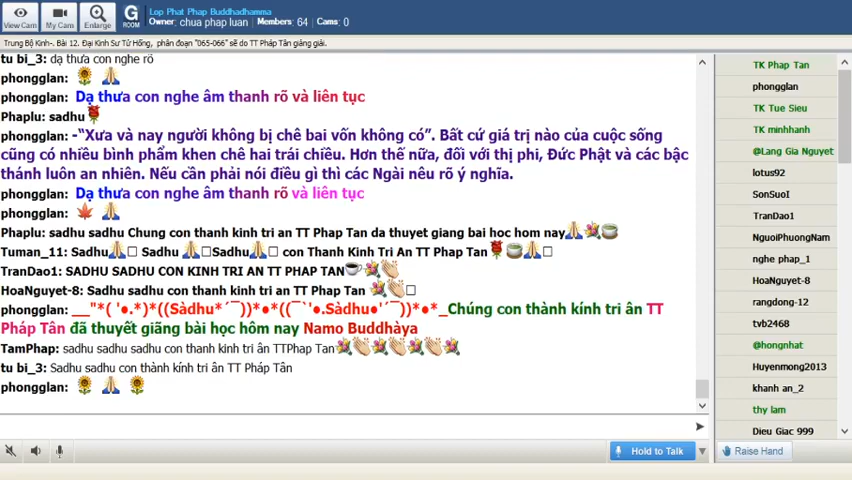 Lop Phat Phap Buddhadhamma
Owner: chua phap luan Members: 64 Cams: 0
View Cam My Cam Enlarge G ROOM
Trung Bộ Kinh-. Bài 12. Đại Kinh Sư Tử Hống, phân đoạn "065-066" sẽ do TT Pháp Tân giảng giải.
tu bi_3: dạ thưa con nghe rõ
phongglan:
phongglan: Dạ thưa con nghe âm thanh rõ và liên tục
Phaplu: sadhu
phongglan: -"Xưa và nay người không bị chê bai vốn không có". Bất cứ giá trị nào của cuộc sống
cũng có nhiều bình phẩm khen chê hai trái chiều. Hơn thế nữa, đối với thị phi, Đức Phật và các bậc
thánh luôn an nhiên. Nếu cần phải nói điều gì thì các Ngài nêu rõ ý nghĩa.
phongglan: Dạ thưa con nghe âm thanh rõ và liên tục
phongglan:
Phaplu: sadhu sadhu Chung con thanh kinh tri an TT Phap Tan da thuyet giang bai hoc hom nay
Tuman_11: Sadhu Sadhu Sadhu con Thanh Kinh Tri An TT Phap Tan
TranDao1: SADHU SADHU CON KINH TRI AN TT PHAP TAN
HoaNguyet-8: Sadhu sadhu con thanh kinh tri an TT Phap Tan
phongglan: __"*( '●.*)*((Sàdhu*´¯))*●*((¯`'●.Sàdhu●'´¯))*●*_Chúng con thành kính tri ân TT
Pháp Tân đã thuyết giãng bài học hôm nay Namo Buddhàya
TamPhap: sadhu sadhu sadhu con thanh kinh tri ân TTPhap Tan
tu bi_3: Sadhu sadhu con thành kính tri ân TT Pháp Tân
phongglan:
TK Phap Tan
phongglan
TK Tue Sieu
TK minhhanh
@Lang Gia Nguyet
lotus92
SonSuoI
TranDao1
NguoiPhuongNam
nghe phap_1
HoaNguyet-8
rangdong-12
tvb2468
@hongnhat
Huyenmong2013
khanh an_2
thy lam
Dieu Giac 999
Hold to Talk
Raise Hand